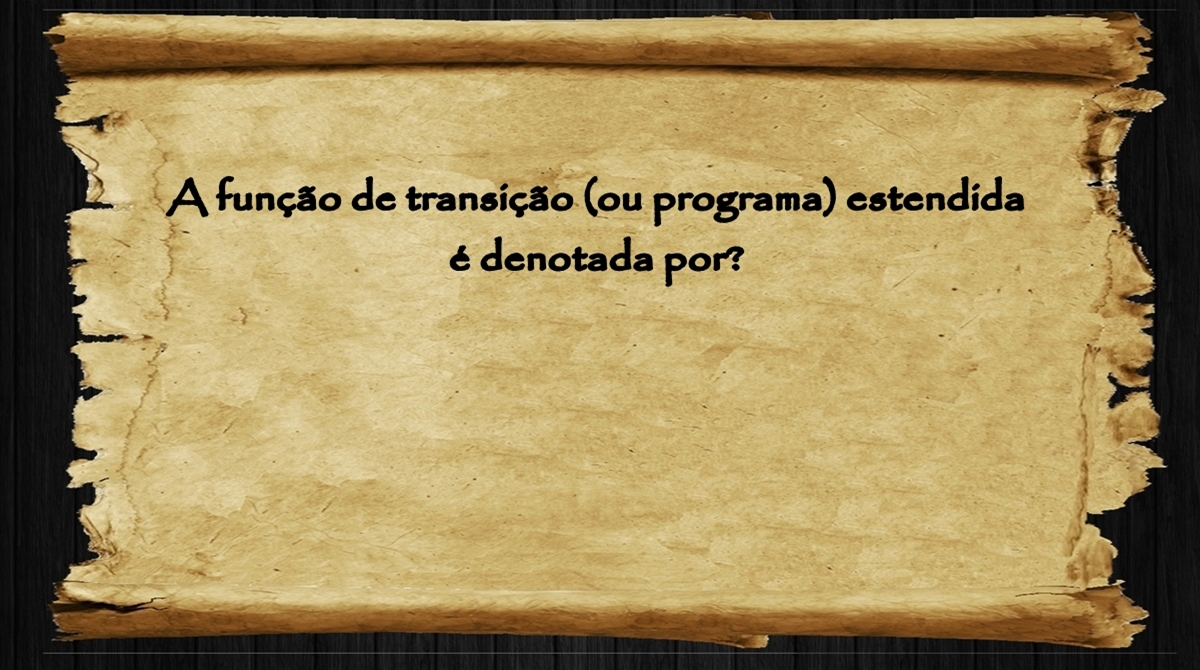 A função de transição (ou programa) estendida
é denotada por?